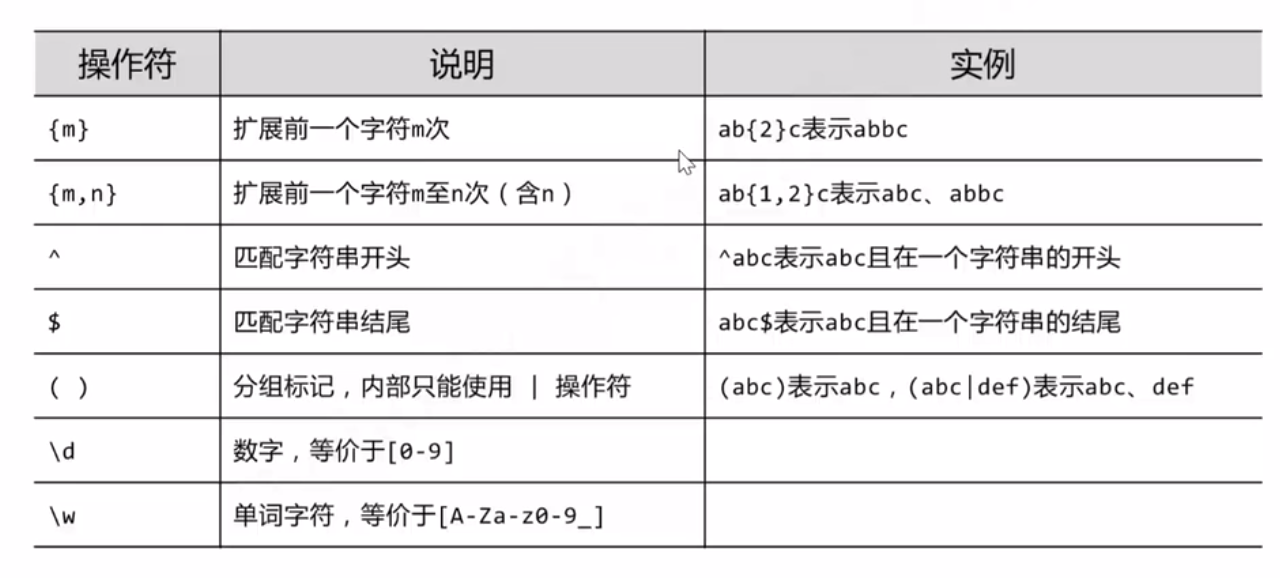 操作符 说明 实例
{m} 扩展前一个字符m次 ab{2}c表示abbc
{m,n} 扩展前一个字符m至n次（含n） ab{1,2}c表示abc、abbc
^ 匹配字符串开头 ^abc表示abc且在一个字符串的开头
$ 匹配字符串结尾 abc$表示abc且在一个字符串的结尾
( ) 分组标记，内部只能使用 | 操作符 (abc)表示abc，(abc|def)表示abc、def
\d 数字，等价于[0-9]
\w 单词字符，等价于[A-Za-z0-9_]